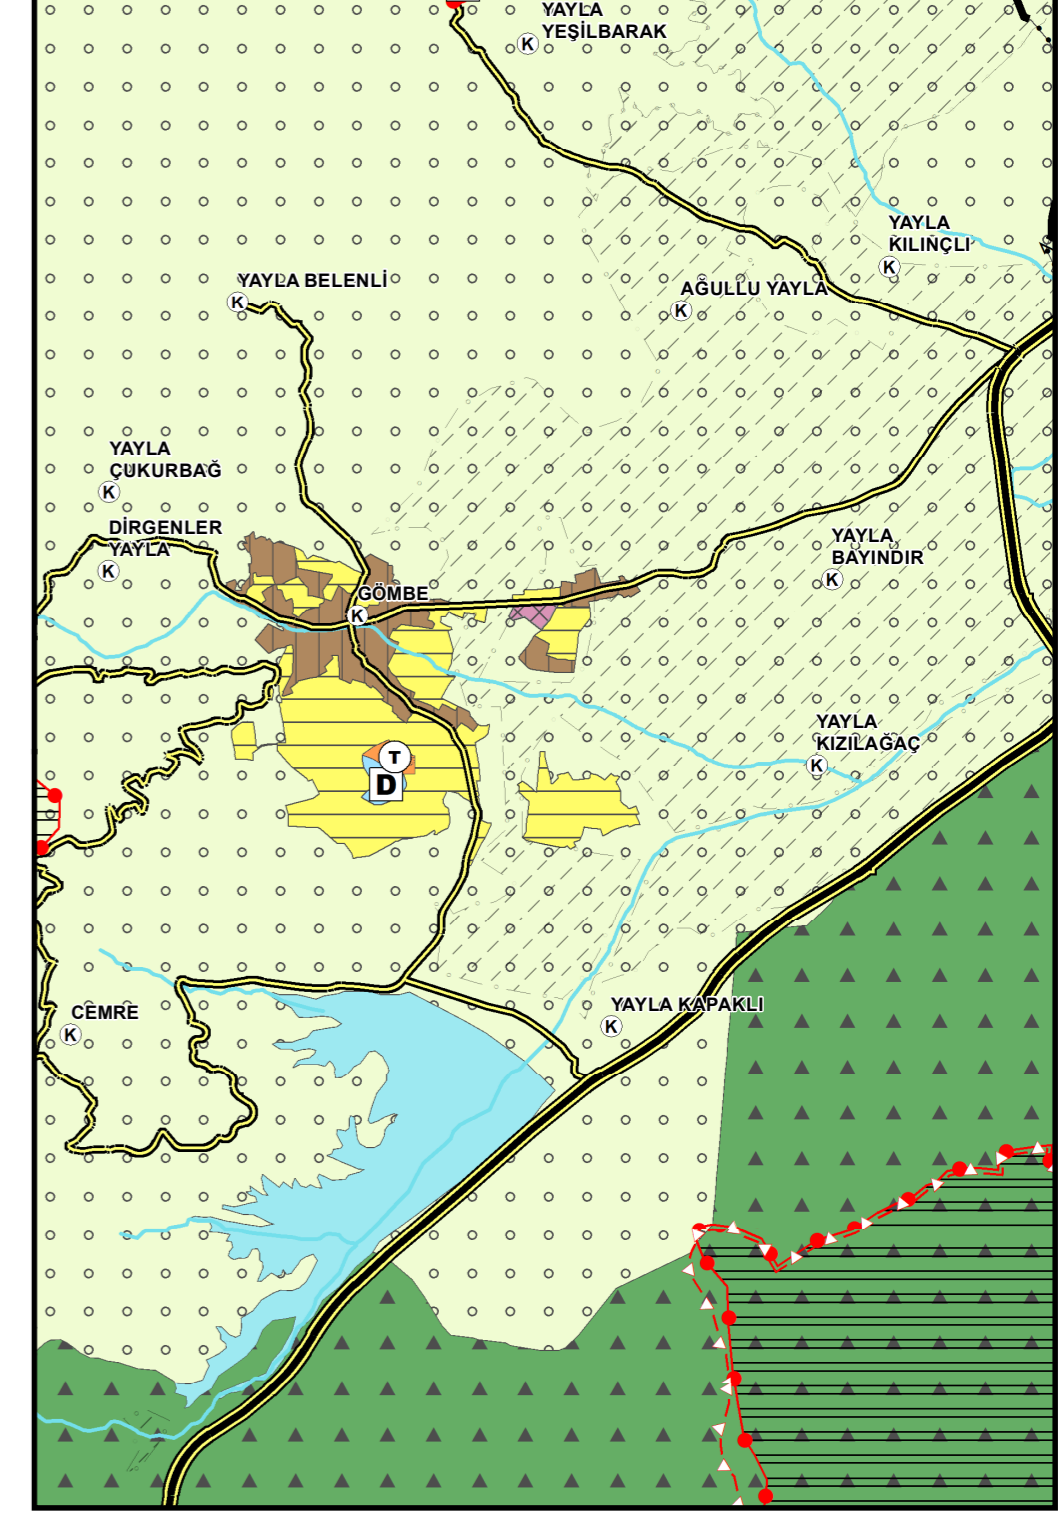 YAYLA
YEŞİLBARAK
K
YAYLA
KILINÇLI
K
YAYLA BELENLİ
K
AĞULLU YAYLA
K
YAYLA
ÇUKURBAĞ
K
DİRGENLER
YAYLA
K
YAYLA
BAYINDIR
K
GÖMBE
K
YAYLA
KIZILAĞAÇ
K
T
D
YAYLA KAPAKLI
K
CEMRE
K